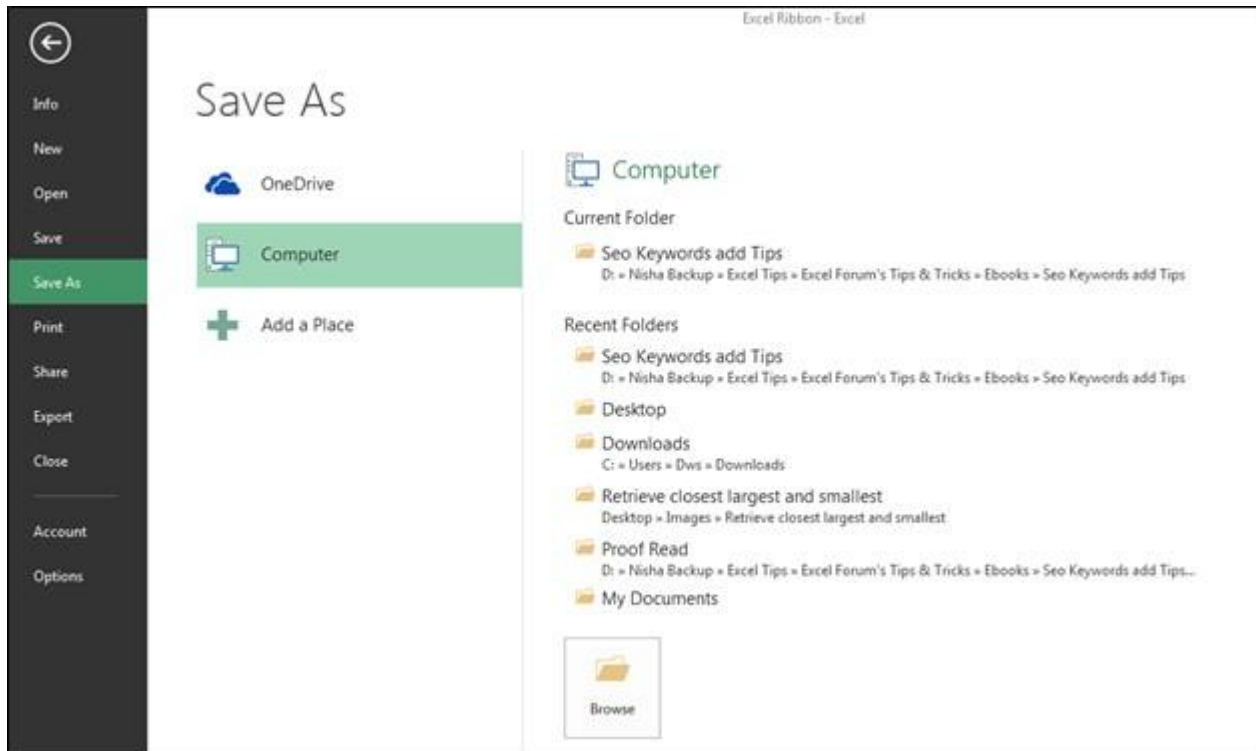 Excel Ribbon - Excel
Info
New
Open
Save
Save As
Print
Share
Export
Close
Account
Options
Save As
OneDrive
Computer
Add a Place
Computer
Current Folder
Seo Keywords add Tips
D: » Nisha Backup » Excel Tips » Excel Forum's Tips & Tricks » Ebooks » Seo Keywords add Tips
Recent Folders
Seo Keywords add Tips
D: » Nisha Backup » Excel Tips » Excel Forum's Tips & Tricks » Ebooks » Seo Keywords add Tips
Desktop
Downloads
C: » Users » Dws » Downloads
Retrieve closest largest and smallest
Desktop » Images » Retrieve closest largest and smallest
Proof Read
D: » Nisha Backup » Excel Tips » Excel Forum's Tips & Tricks » Ebooks » Seo Keywords add Tips...
My Documents
Browse